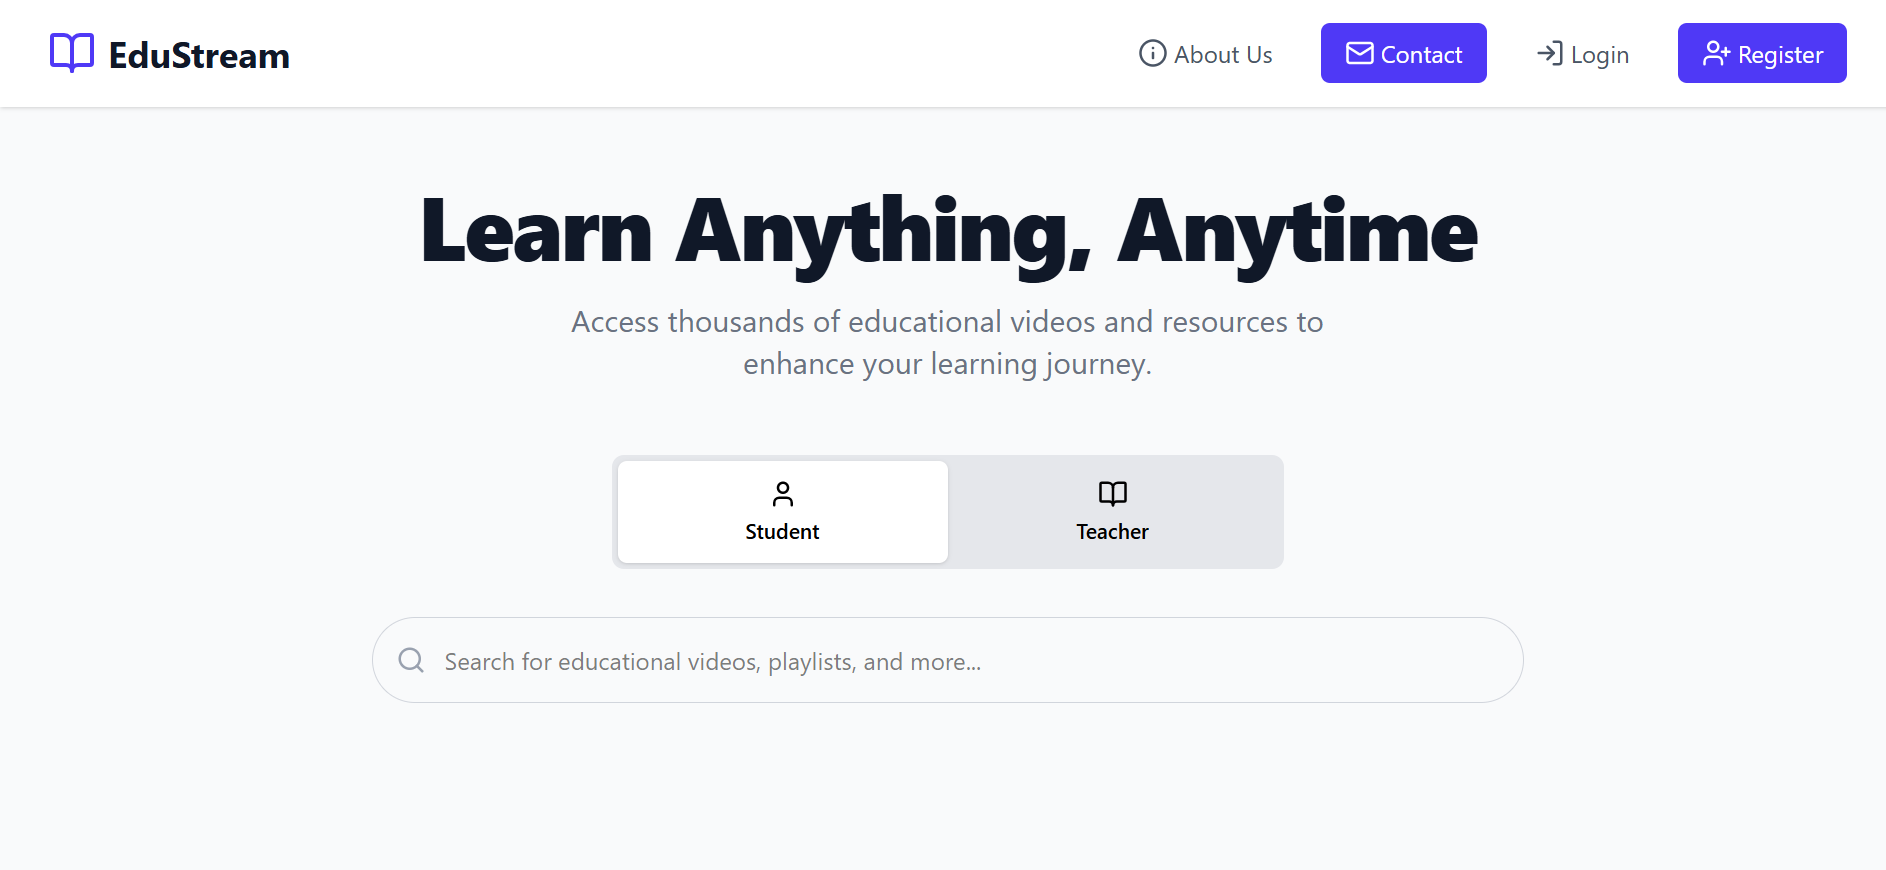 EduStream
About Us
Contact
Login
Register
Learn Anything, Anytime
Access thousands of educational videos and resources to
enhance your learning journey.
Student
Teacher
Search for educational videos, playlists, and more...